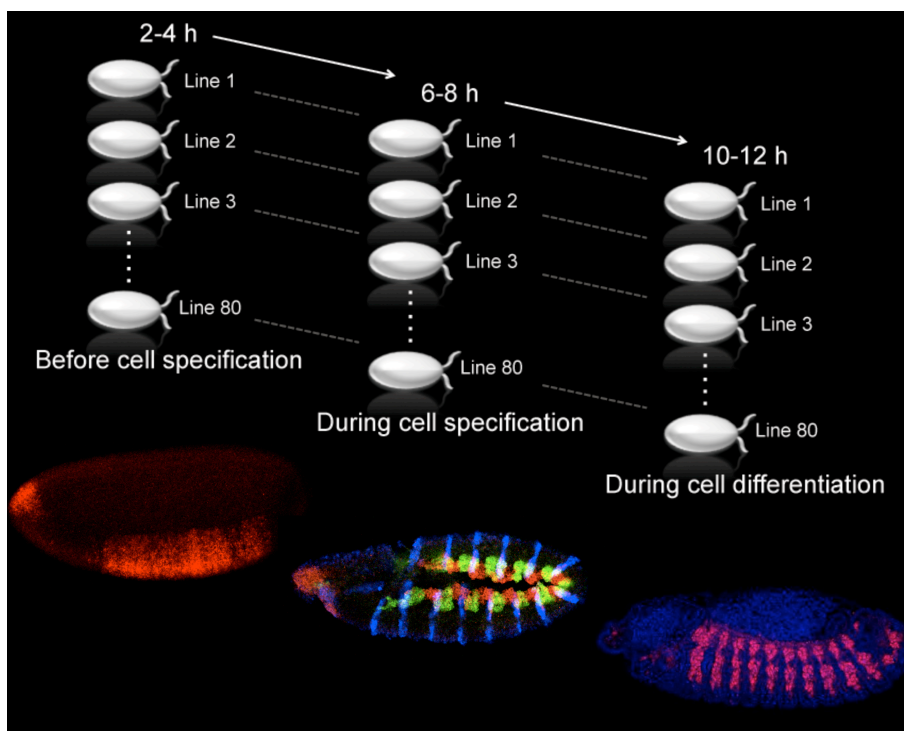 2-4 h
Line 1
Line 2
Line 3
Line 80
Before cell specification
6-8 h
Line 1
Line 2
Line 3
Line 80
During cell specification
10-12 h
Line 1
Line 2
Line 3
Line 80
During cell differentiation